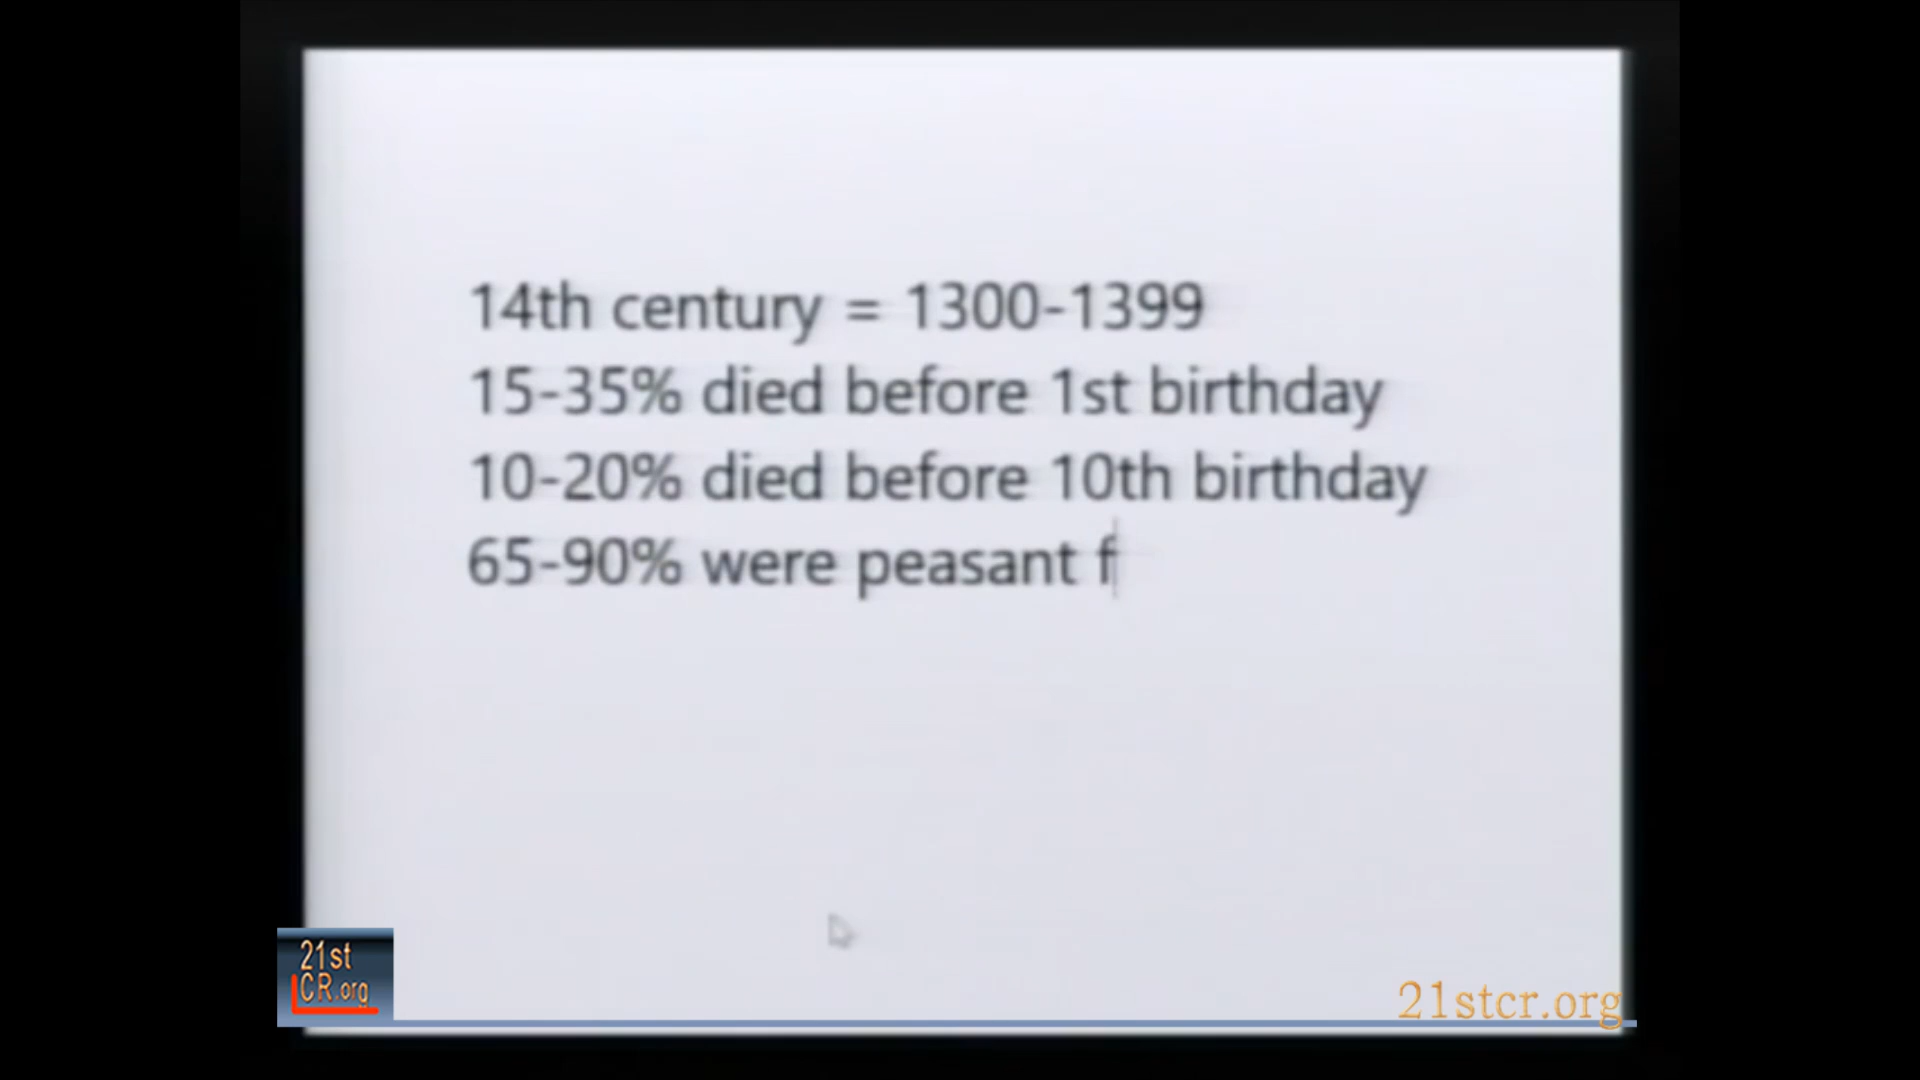 14th century = 1300-1399
15-35% died before 1st birthday
10-20% died before 10th birthday
65-90% were peasant f
21st
CR.org
21stcr.org